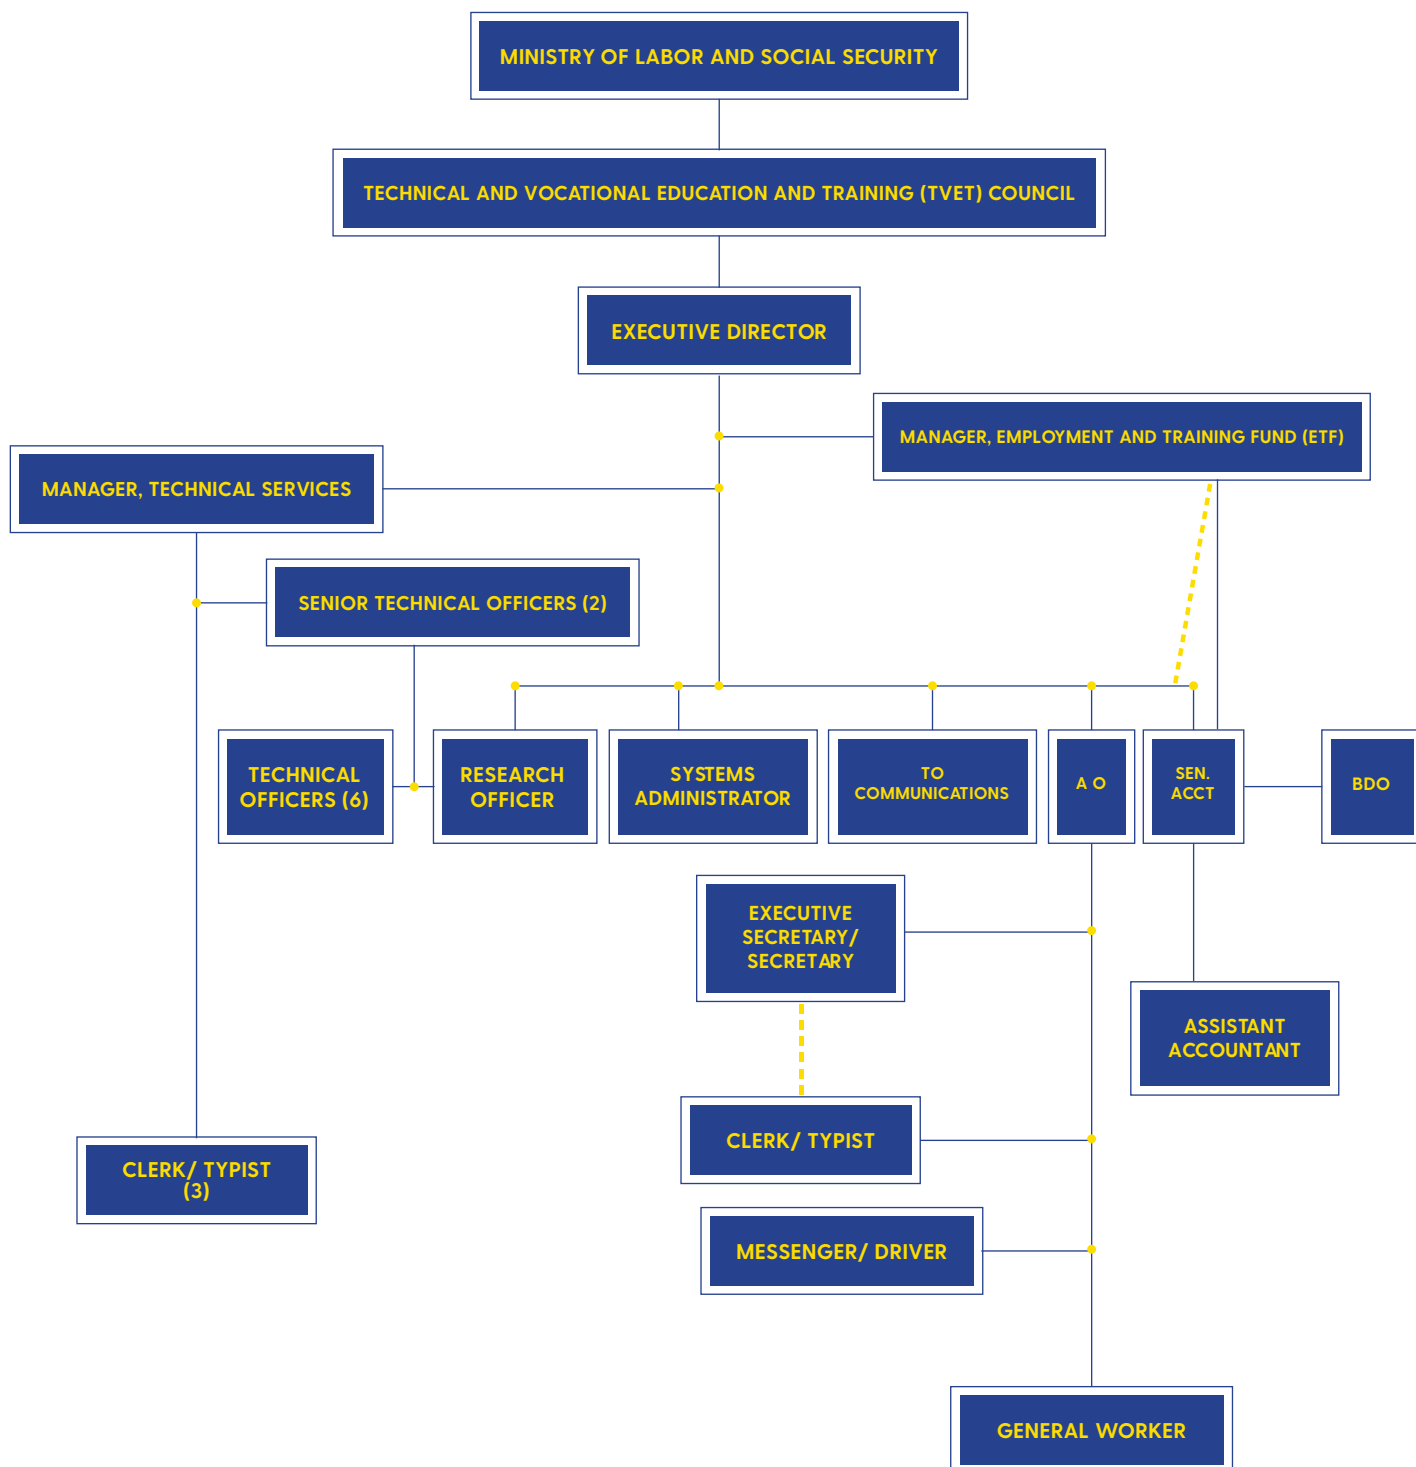 MINISTRY OF LABOR AND SOCIAL SECURITY
TECHNICAL AND VOCATIONAL EDUCATION AND TRAINING (TVET) COUNCIL
EXECUTIVE DIRECTOR
MANAGER, EMPLOYMENT AND TRAINING FUND (ETF)
MANAGER, TECHNICAL SERVICES
SENIOR TECHNICAL OFFICERS (2)
TECHNICAL
OFFICERS (6)
RESEARCH
OFFICER
SYSTEMS
ADMINISTRATOR
TO
COMMUNICATIONS
A O
SEN.
ACCT
BDO
EXECUTIVE
SECRETARY/
SECRETARY
ASSISTANT
ACCOUNTANT
CLERK/ TYPIST
CLERK/ TYPIST
(3)
MESSENGER/ DRIVER
GENERAL WORKER